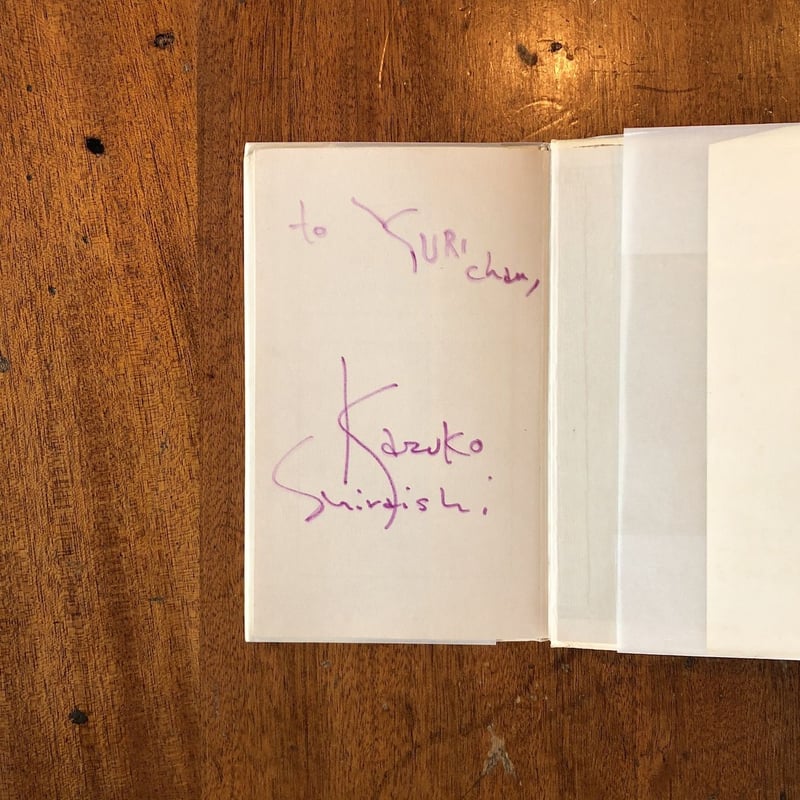 to YURI
chan,
Kazuko
Shiraishi